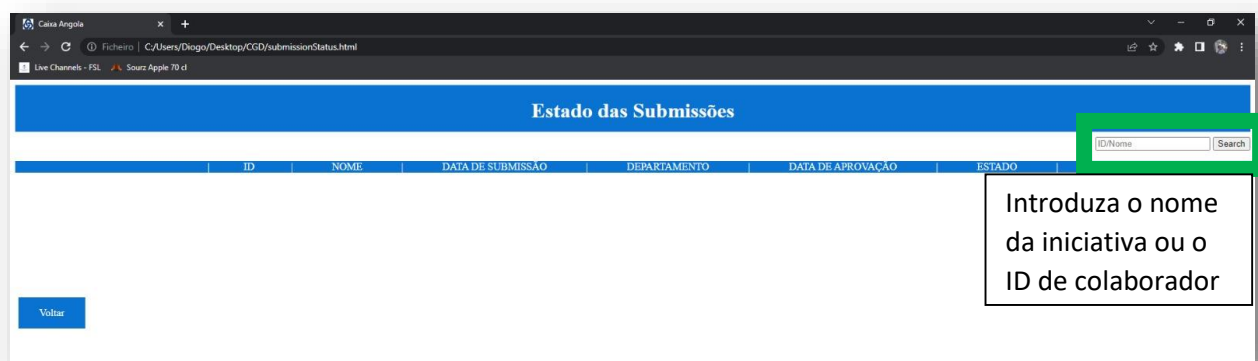 Caixa Angola
Ficheiro | C:/Users/Diogo/Desktop/CGD/submissionStatus.html
Live Channels - FSL Sourz Apple 70 cl
Estado das Submissões
ID/Nome Search
| ID | NOME | DATA DE SUBMISSÃO | DEPARTAMENTO | DATA DE APROVAÇÃO | ESTADO |
Introduza o nome
da iniciativa ou o
ID de colaborador
Voltar